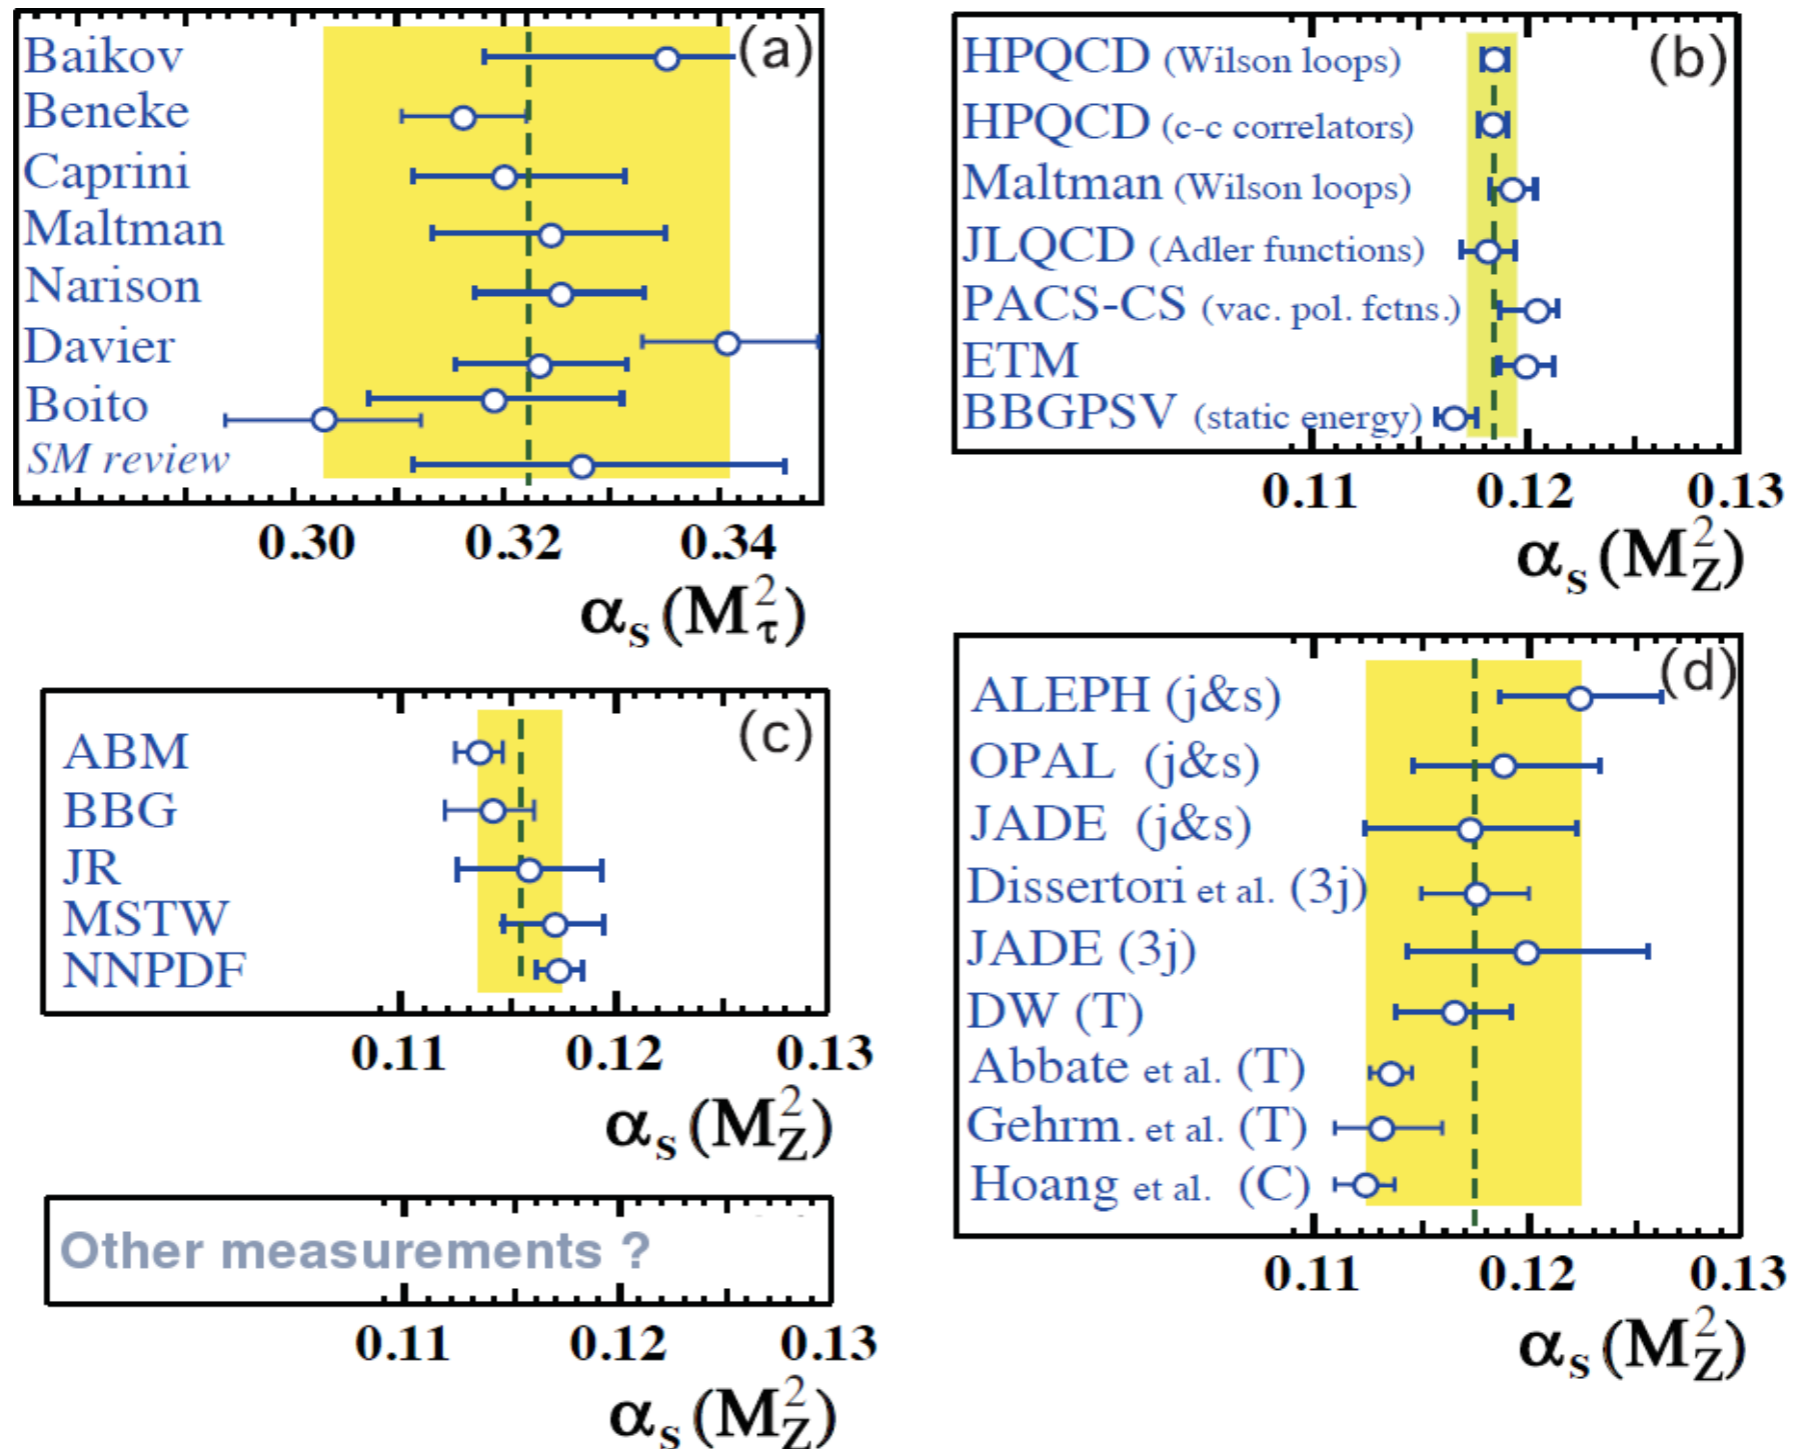 (a)
Baikov
Beneke
Caprini
Maltman
Narison
Davier
Boito
SM review
0.30 0.32 0.34
αs (M²τ)
(b)
HPQCD (Wilson loops)
HPQCD (c-c correlators)
Maltman (Wilson loops)
JLQCD (Adler functions)
PACS-CS (vac. pol. fctns.)
ETM
BBGPSV (static energy)
0.11 0.12 0.13
αs (M²Z)
(c)
ABM
BBG
JR
MSTW
NNPDF
0.11 0.12 0.13
αs (M²Z)
(d)
ALEPH (j&s)
OPAL (j&s)
JADE (j&s)
Dissertori et al. (3j)
JADE (3j)
DW (T)
Abbate et al. (T)
Gehrm. et al. (T)
Hoang et al. (C)
0.11 0.12 0.13
αs (M²Z)
Other measurements ?
0.11 0.12 0.13
αs (M²Z)